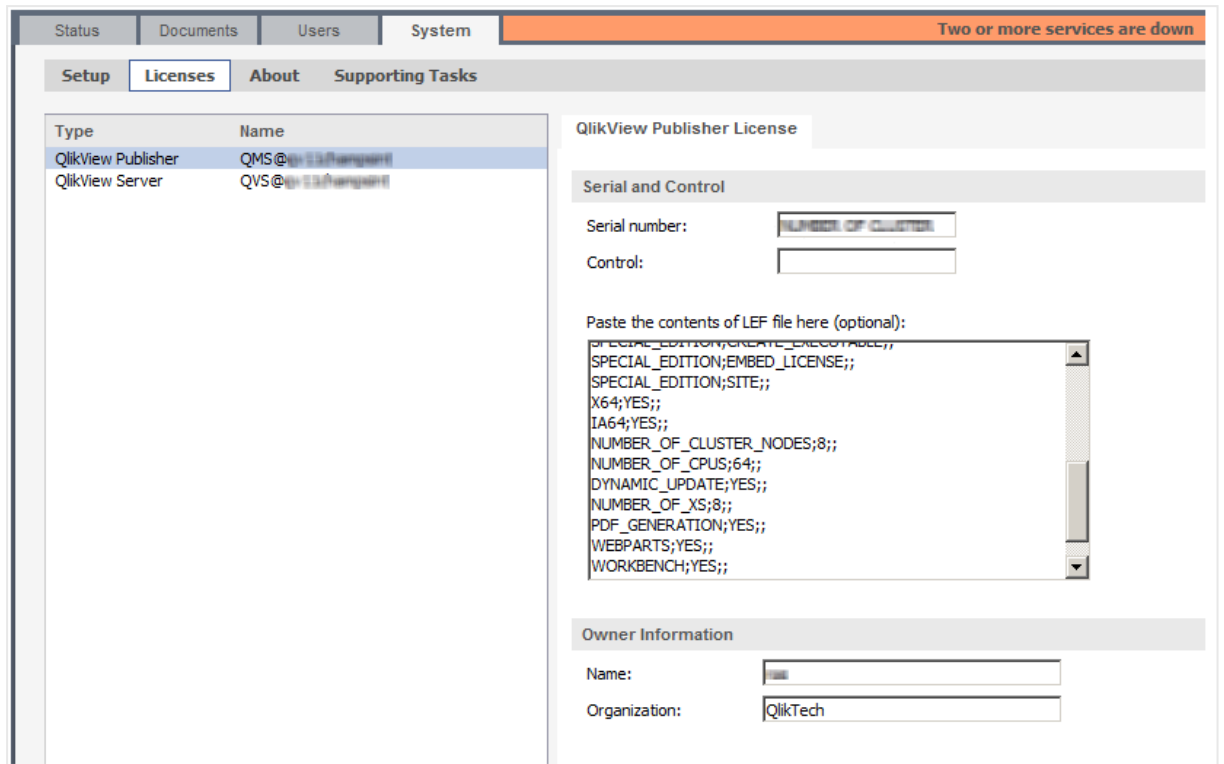 Status Documents Users System Two or more services are down
Setup Licenses About Supporting Tasks
Type Name
QlikView Publisher QMS@
QlikView Server QVS@
QlikView Publisher License
Serial and Control
Serial number:
Control:
Paste the contents of LEF file here (optional):
SPECIAL_EDITION;CREATE_EXECUTABLE;;
SPECIAL_EDITION;EMBED_LICENSE;;
SPECIAL_EDITION;SITE;;
X64;YES;;
IA64;YES;;
NUMBER_OF_CLUSTER_NODES;8;;
NUMBER_OF_CPUS;64;;
DYNAMIC_UPDATE;YES;;
NUMBER_OF_XS;8;;
PDF_GENERATION;YES;;
WEBPARTS;YES;;
WORKBENCH;YES;;
Owner Information
Name:
Organization: QlikTech